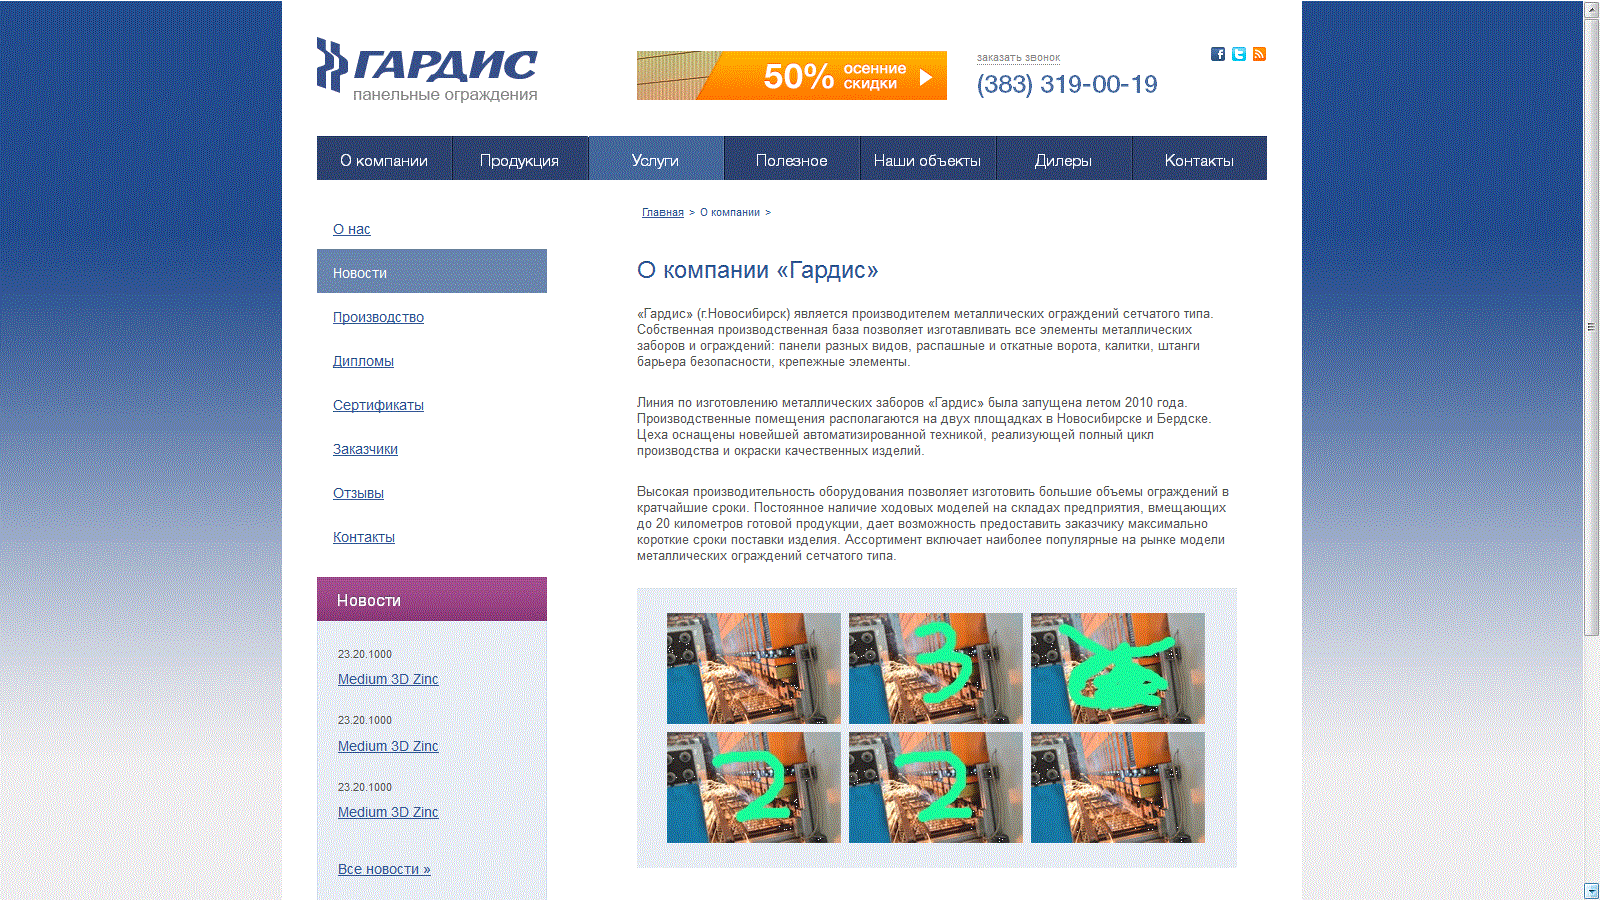 ГАРДИС
панельные ограждения
50% осенние
скидки
заказать звонок
(383) 319-00-19
О компании
Продукция
Услуги
Полезное
Наши объекты
Дилеры
Контакты
Главная > О компании >
О нас
Новости
Производство
Дипломы
Сертификаты
Заказчики
Отзывы
Контакты
Новости
23.20.1000
Medium 3D Zinc
23.20.1000
Medium 3D Zinc
23.20.1000
Medium 3D Zinc
Все новости »
О компании «Гардис»
«Гардис» (г.Новосибирск) является производителем металлических ограждений сетчатого типа.
Собственная производственная база позволяет изготавливать все элементы металлических
заборов и ограждений: панели разных видов, распашные и откатные ворота, калитки, штанги
барьера безопасности, крепежные элементы.
Линия по изготовлению металлических заборов «Гардис» была запущена летом 2010 года.
Производственные помещения располагаются на двух площадках в Новосибирске и Бердске.
Цеха оснащены новейшей автоматизированной техникой, реализующей полный цикл
производства и окраски качественных изделий.
Высокая производительность оборудования позволяет изготовить большие объемы ограждений в
кратчайшие сроки. Постоянное наличие ходовых моделей на складах предприятия, вмещающих
до 20 километров готовой продукции, дает возможность предоставить заказчику максимально
короткие сроки поставки изделия. Ассортимент включает наиболее популярные на рынке модели
металлических ограждений сетчатого типа.
3
2
2